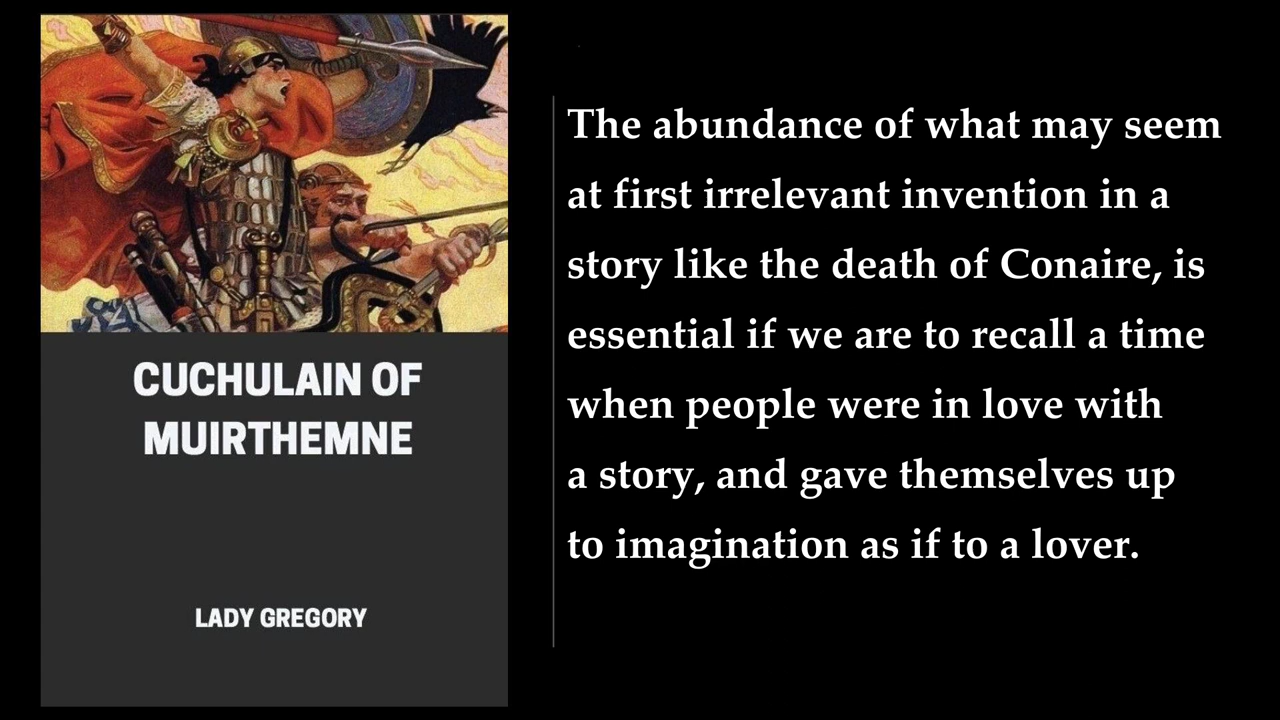 CUCHULAIN OF
MUIRTHEMNE
LADY GREGORY
The abundance of what may seem
at first irrelevant invention in a
story like the death of Conaire, is
essential if we are to recall a time
when people were in love with
a story, and gave themselves up
to imagination as if to a lover.